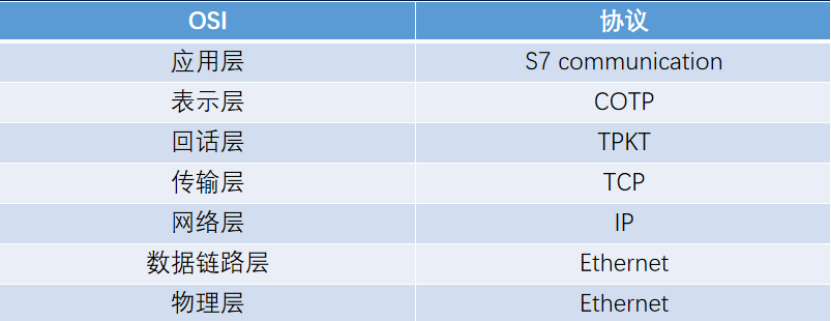 OSI 协议
应用层 S7 communication
表示层 COTP
回话层 TPKT
传输层 TCP
网络层 IP
数据链路层 Ethernet
物理层 Ethernet